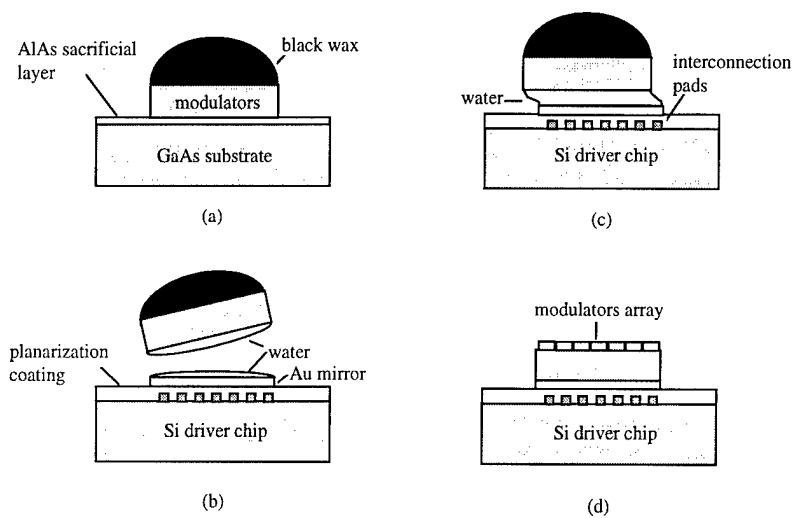 AlAs sacrificial
layer
black wax
modulators
GaAs substrate
(a)
water
interconnection
pads
Si driver chip
(c)
planarization
coating
water
Au mirror
Si driver chip
(b)
modulators array
Si driver chip
(d)